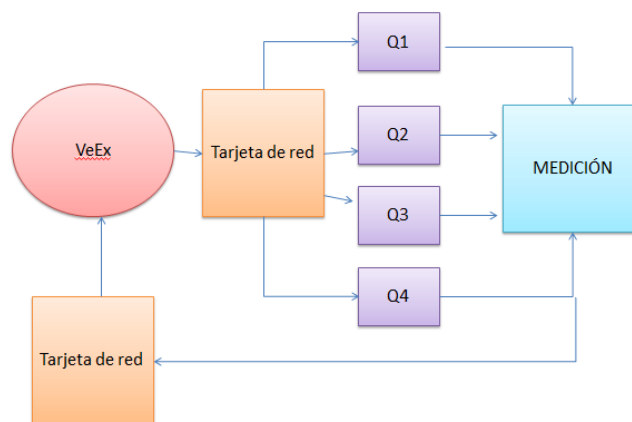 Q1
VeEx
Tarjeta de red
Q2
MEDICIÓN
Q3
Q4
Tarjeta de red